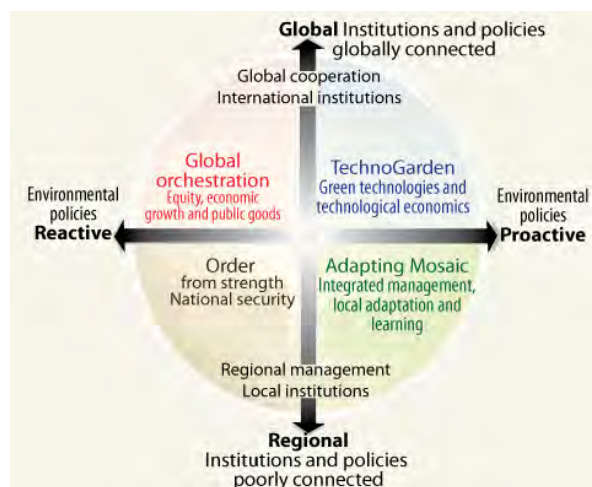 Global Institutions and policies
globally connected
Global cooperation
International institutions
Global
orchestration
Equity, economic
growth and public goods
TechnoGarden
Green technologies and
technological economics
Environmental
policies
Reactive
Environmental
policies
Proactive
Order
from strength
National security
Adapting Mosaic
Integrated management,
local adaptation and
learning
Regional management
Local institutions
Regional
Institutions and policies
poorly connected